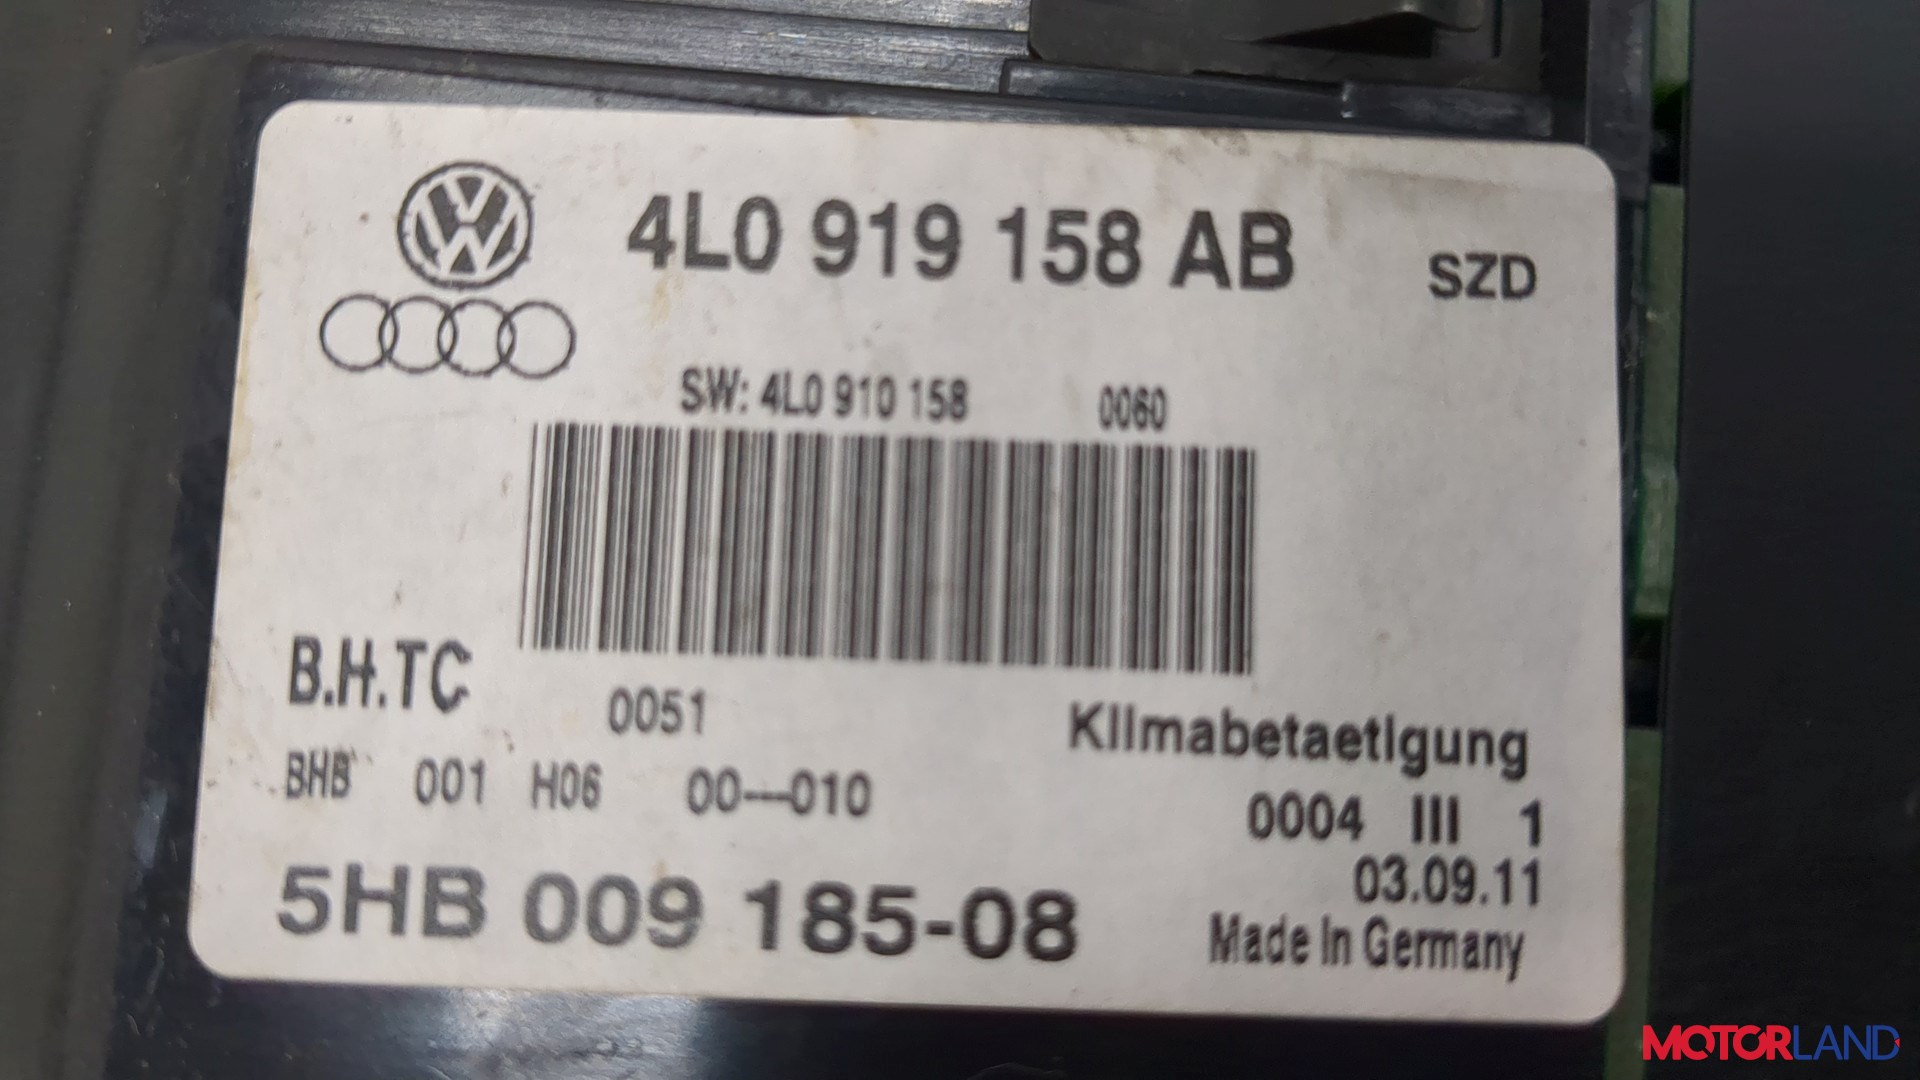 4L0 919 158 AB SZD
SW: 4L0 910 158 0060
B.H.TC 0051 Klimabetaetigung
BHB 001 H06 00---010 0004 III 1
03.09.11
5HB 009 185-08 Made in Germany
MOTORLAND